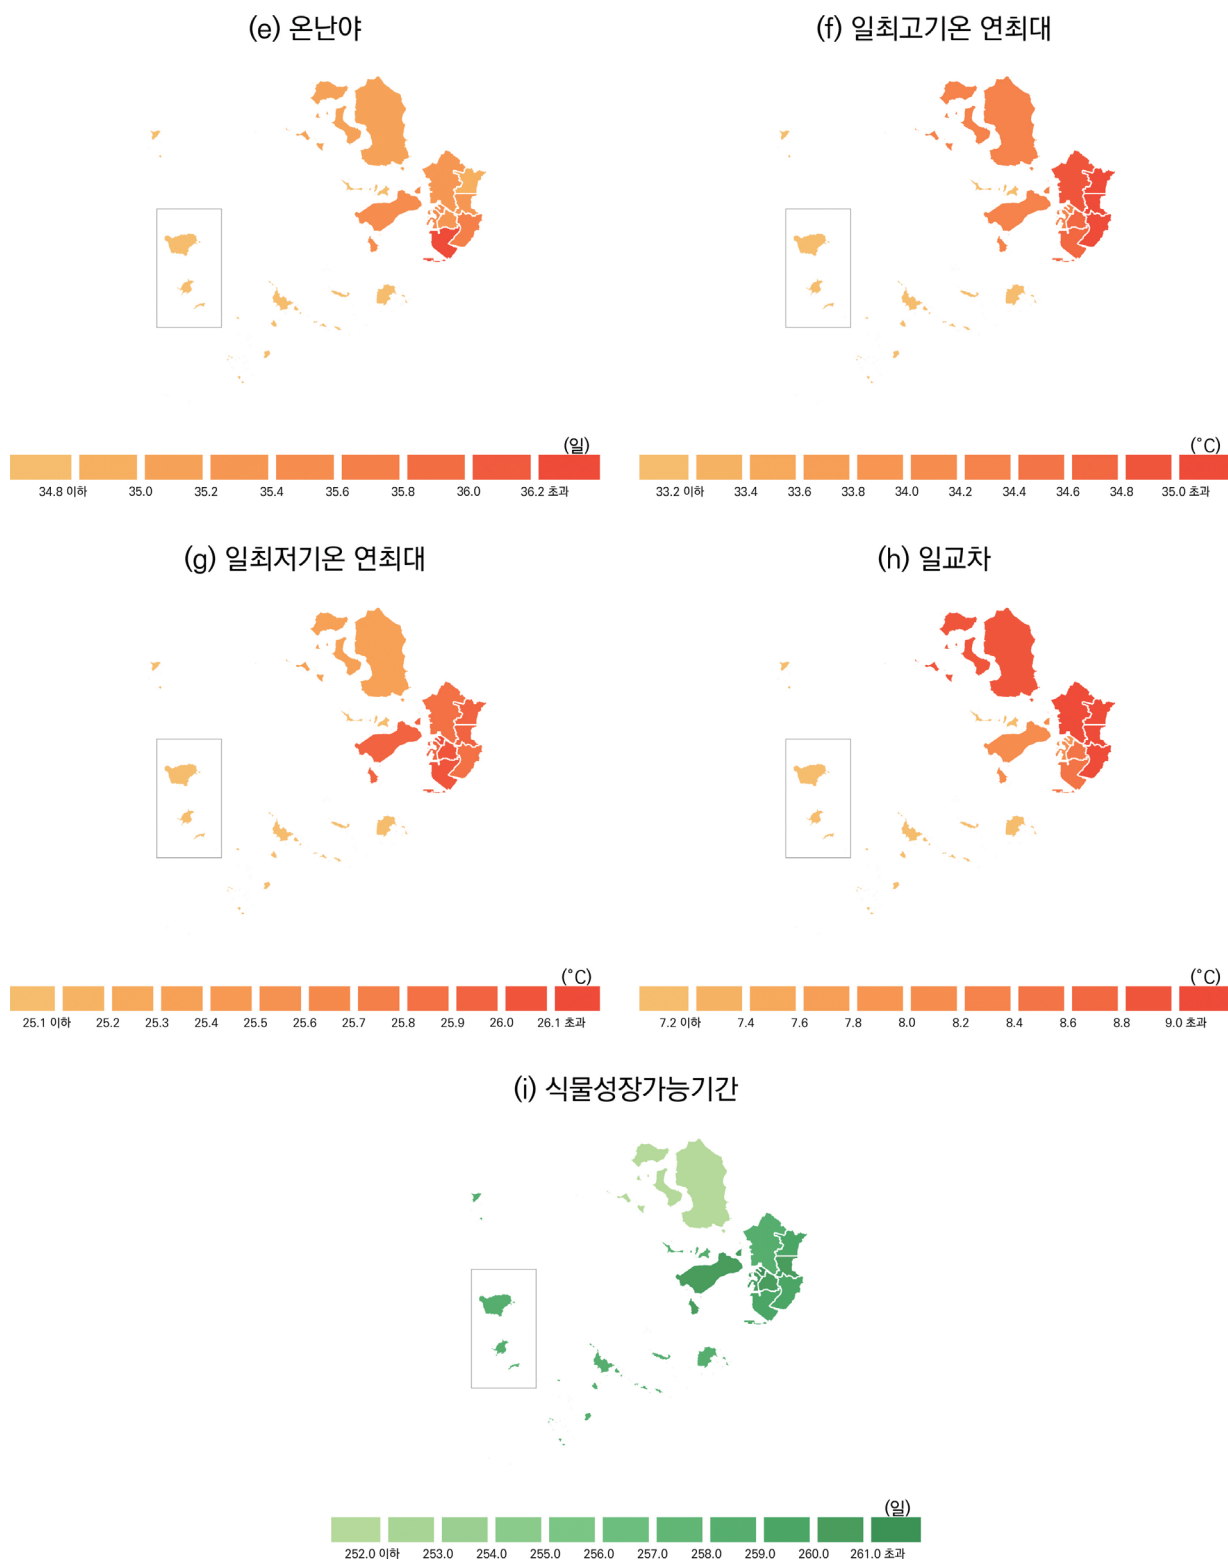 (e) 온난야
(f) 일최고기온 연최대
(일)
34.8 이하 35.0 35.2 35.4 35.6 35.8 36.0 36.2 초과
(°C)
33.2 이하 33.4 33.6 33.8 34.0 34.2 34.4 34.6 34.8 35.0 초과
(g) 일최저기온 연최대
(h) 일교차
(°C)
25.1 이하 25.2 25.3 25.4 25.5 25.6 25.7 25.8 25.9 26.0 26.1 초과
(°C)
7.2 이하 7.4 7.6 7.8 8.0 8.2 8.4 8.6 8.8 9.0 초과
(i) 식물성장가능기간
(일)
252.0 이하 253.0 254.0 255.0 256.0 257.0 258.0 259.0 260.0 261.0 초과